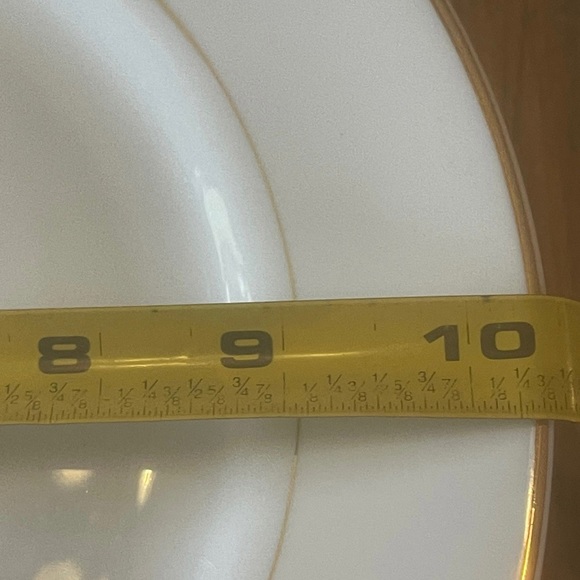 8 9 10
½ ⅝ ¾ ⅞ ⅛ ¼ ⅜ ½ ⅝ ¾ ⅞ ⅛ ¼ ⅜ ½ ⅝ ¾ ⅞ ⅛ ¼ ⅜